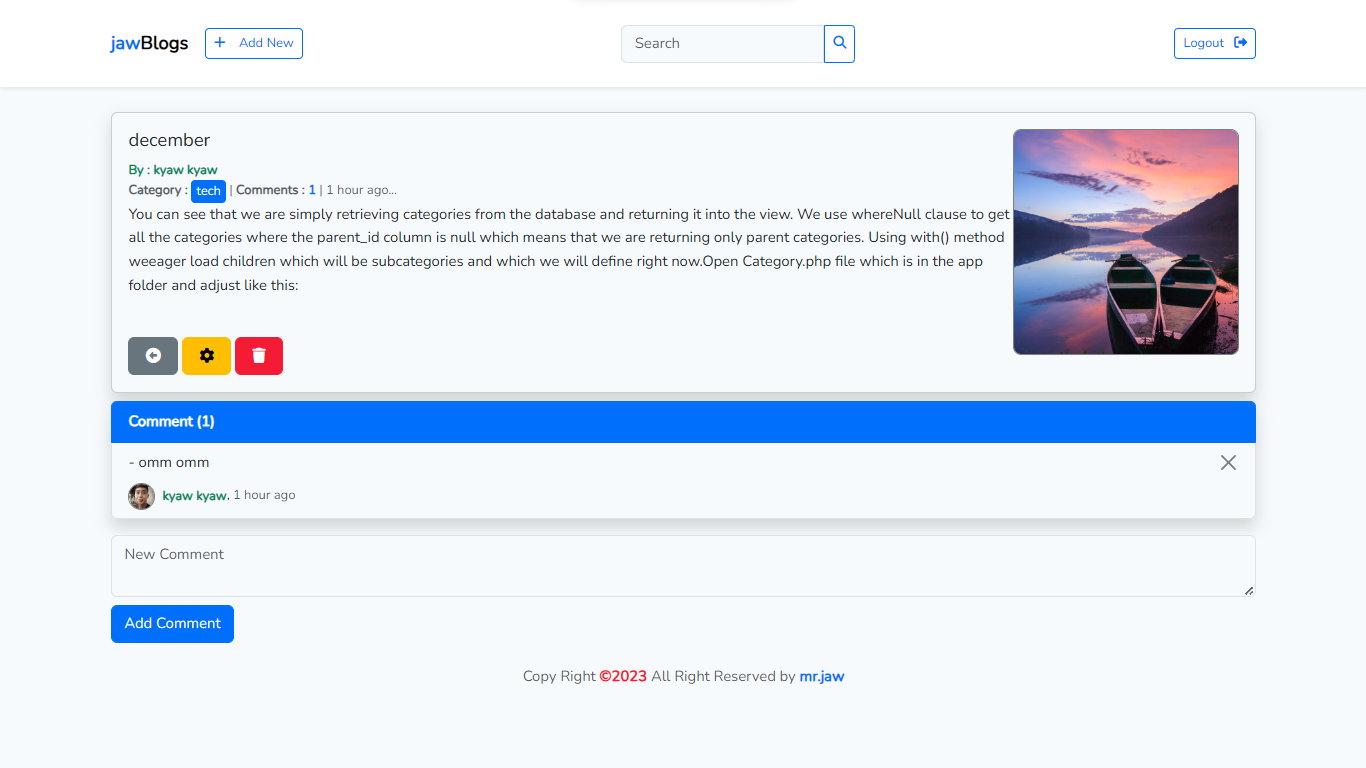 jawBlogs
Add New
Search
Logout
december
By : kyaw kyaw
Category : tech | Comments : 1 | 1 hour ago...
You can see that we are simply retrieving categories from the database and returning it into the view. We use whereNull clause to get
all the categories where the parent_id column is null which means that we are returning only parent categories. Using with() method
weeager load children which will be subcategories and which we will define right now.Open Category.php file which is in the app
folder and adjust like this:
Comment (1)
- omm omm
kyaw kyaw. 1 hour ago
New Comment
Add Comment
Copy Right ©2023 All Right Reserved by mr.jaw